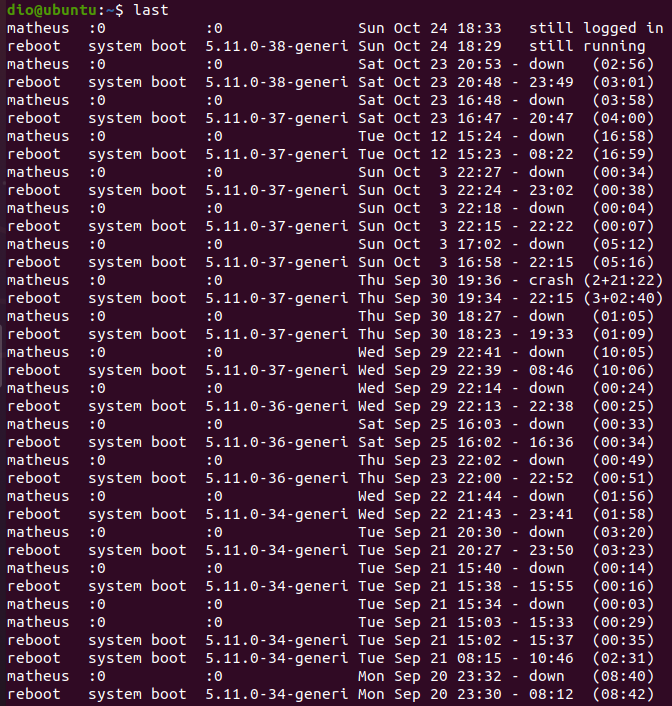 dio@ubuntu:~$ last
matheus  :0           :0               Sun Oct 24 18:33   still logged in
reboot   system boot  5.11.0-38-generi Sun Oct 24 18:29   still running
matheus  :0           :0               Sat Oct 23 20:53 - down   (02:56)
reboot   system boot  5.11.0-38-generi Sat Oct 23 20:48 - 23:49  (03:01)
matheus  :0           :0               Sat Oct 23 16:48 - down   (03:58)
reboot   system boot  5.11.0-37-generi Sat Oct 23 16:47 - 20:47  (04:00)
matheus  :0           :0               Tue Oct 12 15:24 - down   (16:58)
reboot   system boot  5.11.0-37-generi Tue Oct 12 15:23 - 08:22  (16:59)
matheus  :0           :0               Sun Oct  3 22:27 - down   (00:34)
reboot   system boot  5.11.0-37-generi Sun Oct  3 22:24 - 23:02  (00:38)
matheus  :0           :0               Sun Oct  3 22:18 - down   (00:04)
reboot   system boot  5.11.0-37-generi Sun Oct  3 22:15 - 22:22  (00:07)
matheus  :0           :0               Sun Oct  3 17:02 - down   (05:12)
reboot   system boot  5.11.0-37-generi Sun Oct  3 16:58 - 22:15  (05:16)
matheus  :0           :0               Thu Sep 30 19:36 - crash (2+21:22)
reboot   system boot  5.11.0-37-generi Thu Sep 30 19:34 - 22:15 (3+02:40)
matheus  :0           :0               Thu Sep 30 18:27 - down   (01:05)
reboot   system boot  5.11.0-37-generi Thu Sep 30 18:23 - 19:33  (01:09)
matheus  :0           :0               Wed Sep 29 22:41 - down   (10:05)
reboot   system boot  5.11.0-37-generi Wed Sep 29 22:39 - 08:46  (10:06)
matheus  :0           :0               Wed Sep 29 22:14 - down   (00:24)
reboot   system boot  5.11.0-36-generi Wed Sep 29 22:13 - 22:38  (00:25)
matheus  :0           :0               Sat Sep 25 16:03 - down   (00:33)
reboot   system boot  5.11.0-36-generi Sat Sep 25 16:02 - 16:36  (00:34)
matheus  :0           :0               Thu Sep 23 22:02 - down   (00:49)
reboot   system boot  5.11.0-36-generi Thu Sep 23 22:00 - 22:52  (00:51)
matheus  :0           :0               Wed Sep 22 21:44 - down   (01:56)
reboot   system boot  5.11.0-34-generi Wed Sep 22 21:43 - 23:41  (01:58)
matheus  :0           :0               Tue Sep 21 20:30 - down   (03:20)
reboot   system boot  5.11.0-34-generi Tue Sep 21 20:27 - 23:50  (03:23)
matheus  :0           :0               Tue Sep 21 15:40 - down   (00:14)
reboot   system boot  5.11.0-34-generi Tue Sep 21 15:38 - 15:55  (00:16)
matheus  :0           :0               Tue Sep 21 15:34 - down   (00:03)
matheus  :0           :0               Tue Sep 21 15:03 - 15:33  (00:29)
reboot   system boot  5.11.0-34-generi Tue Sep 21 15:02 - 15:37  (00:35)
reboot   system boot  5.11.0-34-generi Tue Sep 21 08:15 - 10:46  (02:31)
matheus  :0           :0               Mon Sep 20 23:32 - down   (08:40)
reboot   system boot  5.11.0-34-generi Mon Sep 20 23:30 - 08:12  (08:42)